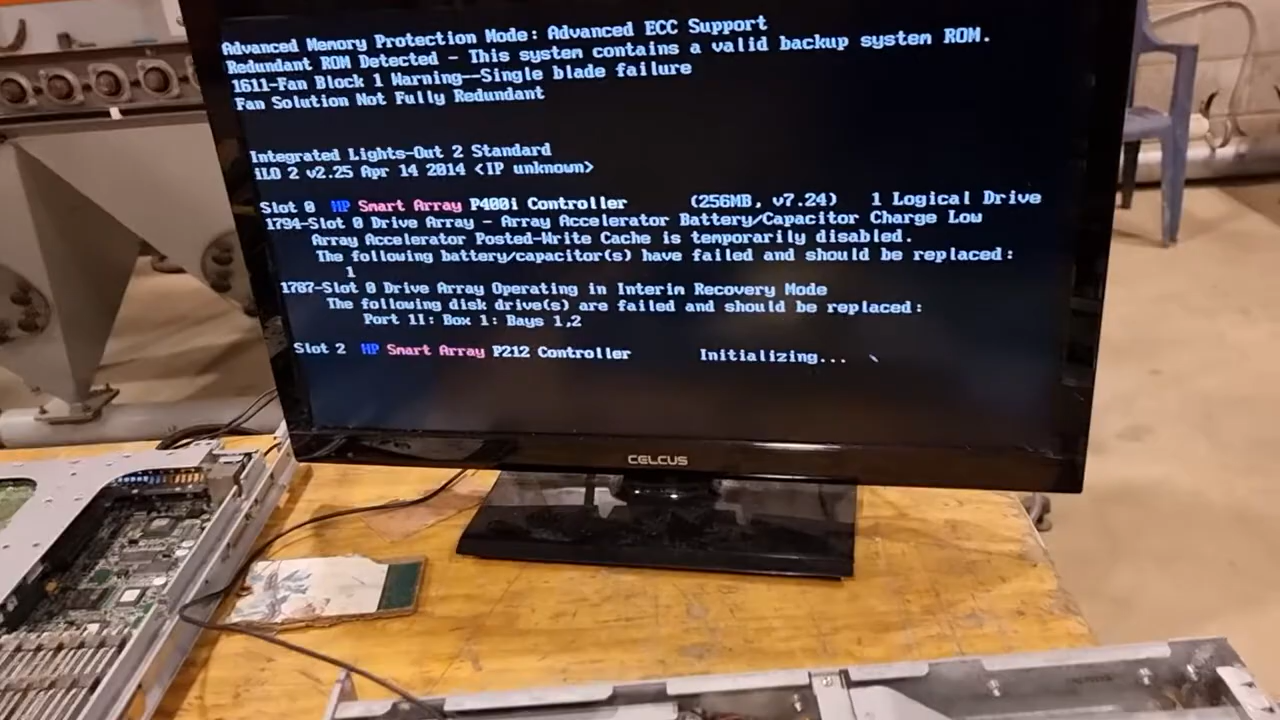 Advanced Memory Protection Mode: Advanced ECC Support
Redundant ROM Detected - This system contains a valid backup system ROM.
1611-Fan Block 1 Warning--Single blade failure
Fan Solution Not Fully Redundant
Integrated Lights-Out 2 Standard
iLO 2 v2.25 Apr 14 2014 <IP unknown>
Slot 0 HP Smart Array P400i Controller (256MB, v7.24) 1 Logical Drive
1794-Slot 0 Drive Array - Array Accelerator Battery/Capacitor Charge Low
Array Accelerator Posted-Write Cache is temporarily disabled.
The following battery/capacitor(s) have failed and should be replaced:
1
1787-Slot 0 Drive Array Operating in Interim Recovery Mode
The following disk drive(s) are failed and should be replaced:
Port 1I: Box 1: Bays 1,2
Slot 2 HP Smart Array P212 Controller Initializing...
CELCUS